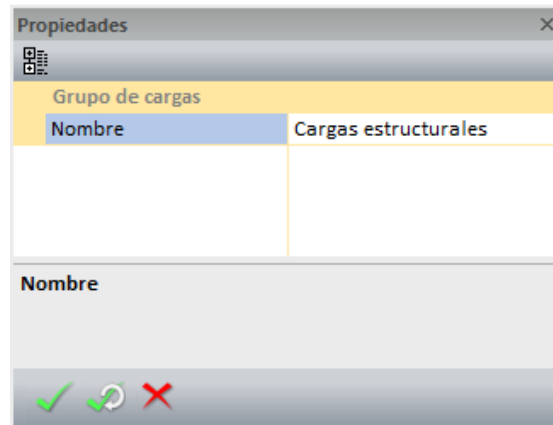 Propiedades
Grupo de cargas
Nombre Cargas estructurales
Nombre